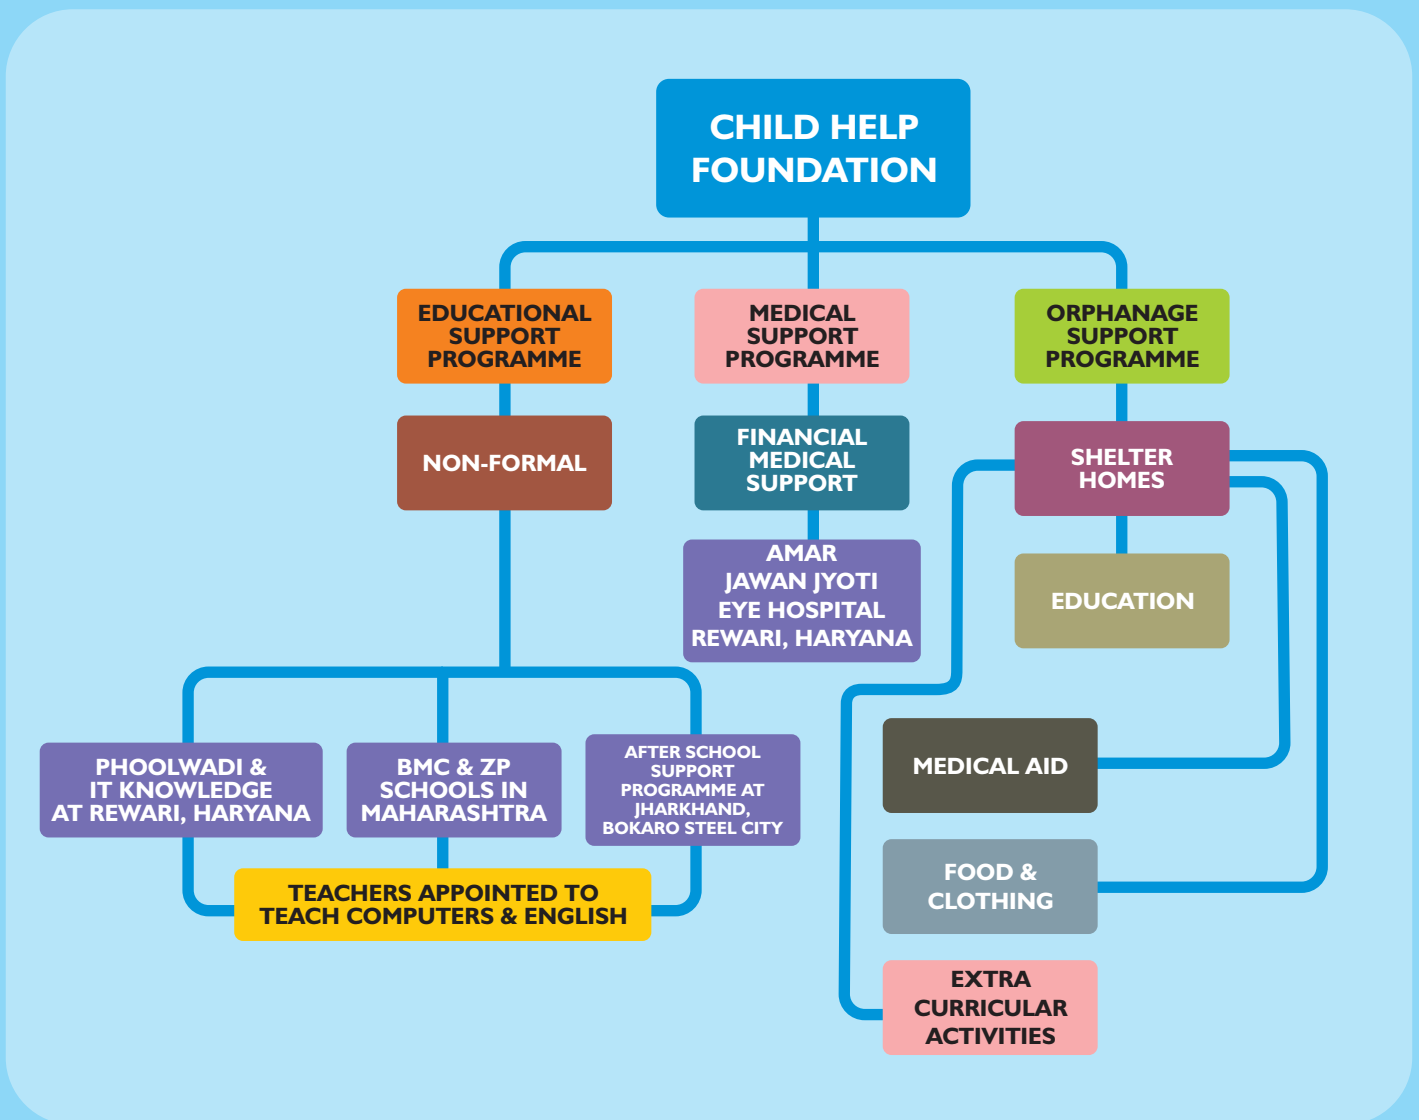 CHILD HELP
FOUNDATION
EDUCATIONAL
SUPPORT
PROGRAMME
MEDICAL
SUPPORT
PROGRAMME
ORPHANAGE
SUPPORT
PROGRAMME
NON-FORMAL
FINANCIAL
MEDICAL
SUPPORT
SHELTER
HOMES
AMAR
JAWAN JYOTI
EYE HOSPITAL
REWARI, HARYANA
EDUCATION
PHOOLWADI &
IT KNOWLEDGE
AT REWARI, HARYANA
BMC & ZP
SCHOOLS IN
MAHARASHTRA
AFTER SCHOOL
SUPPORT
PROGRAMME AT
JHARKHAND,
BOKARO STEEL CITY
MEDICAL AID
TEACHERS APPOINTED TO
TEACH COMPUTERS & ENGLISH
FOOD &
CLOTHING
EXTRA
CURRICULAR
ACTIVITIES